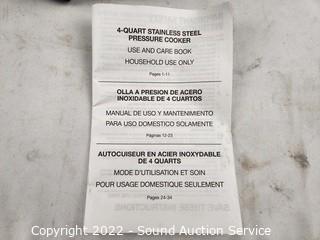 4-QUART STAINLESS STEEL
PRESSURE COOKER
USE AND CARE BOOK
HOUSEHOLD USE ONLY
Pages 1-11
OLLA A PRESION DE ACERO
INOXIDABLE DE 4 CUARTOS
MANUAL DE USO Y MANTENIMIENTO
PARA USO DOMESTICO SOLAMENTE
Páginas 12-23
AUTOCUISEUR EN ACIER INOXYDABLE
DE 4 QUARTS
MODE D'UTILISATION ET SOIN
POUR USAGE DOMESTIQUE SEULEMENT
Pages 24-34
Copyright 2022 - Sound Auction Service